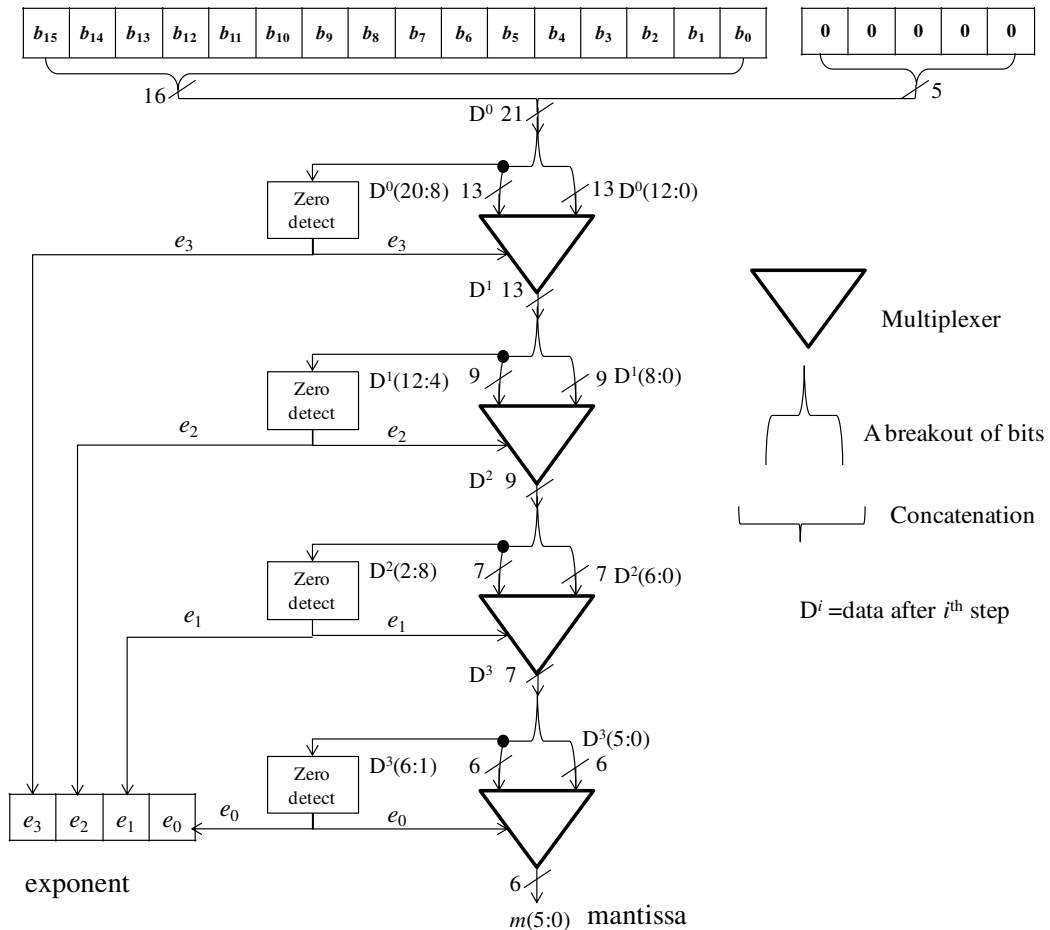 b15 b14 b13 b12 b11 b10 b9 b8 b7 b6 b5 b4 b3 b2 b1 b0 0 0 0 0 0
16 5
D⁰ 21
Zero detect
D⁰(20:8) 13 13 D⁰(12:0)
e3 e3
D¹ 13
Multiplexer
Zero detect
D¹(12:4) 9 9 D¹(8:0)
e2 e2
A breakout of bits
D² 9
Concatenation
Zero detect
D²(2:8) 7 7 D²(6:0)
Dⁱ =data after iᵗʰ step
e1 e1
D³ 7
D³(5:0)
Zero detect
D³(6:1) 6 6
e3 e2 e1 e0 e0 e0
exponent
6
m(5:0) mantissa